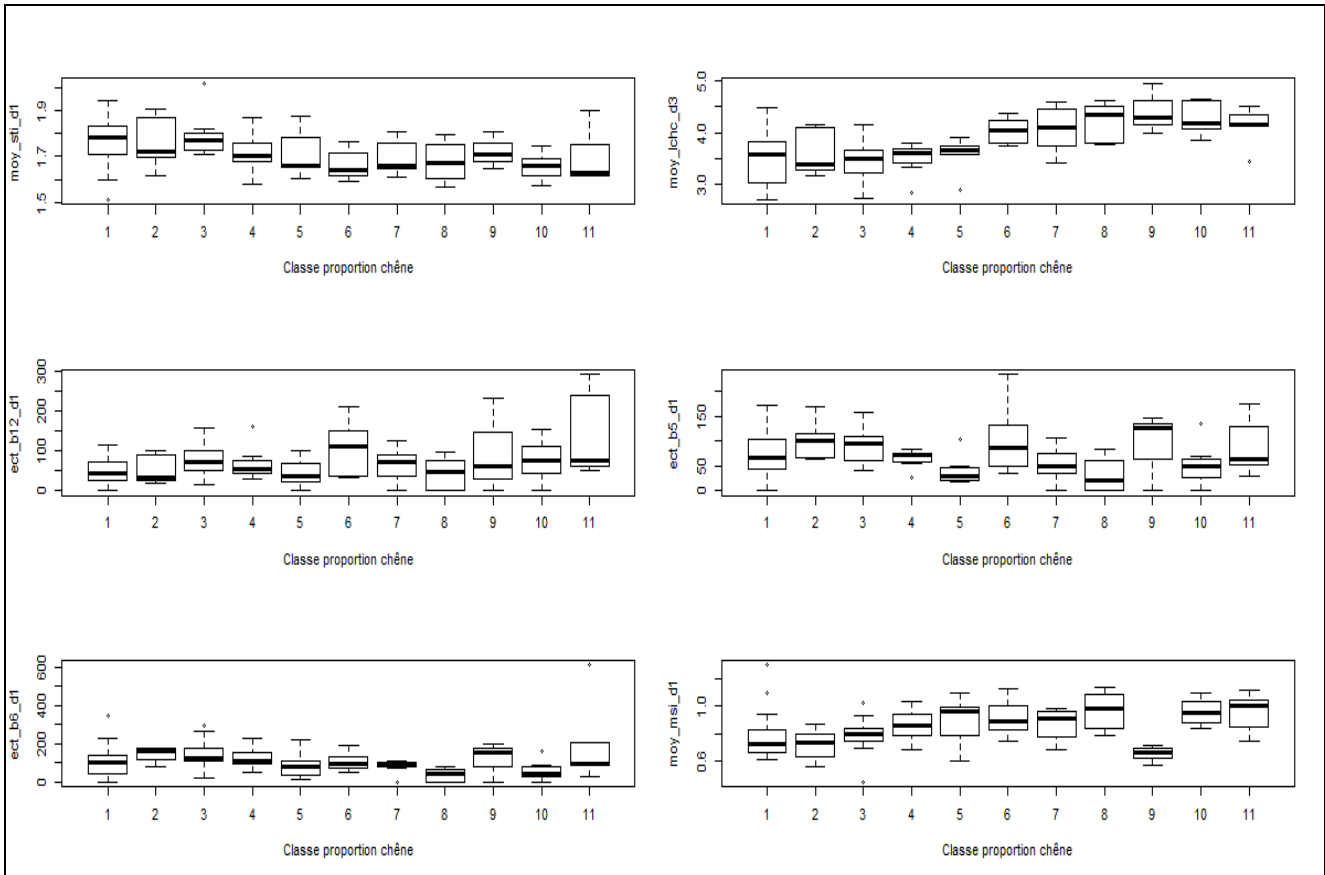 moy_sti_d1
1.5 1.7 1.9
1 2 3 4 5 6 7 8 9 10 11
Classe proportion chêne
moy_lchc_d3
3.0 4.0 5.0
1 2 3 4 5 6 7 8 9 10 11
Classe proportion chêne
ect_b12_d1
0 100 200 300
1 2 3 4 5 6 7 8 9 10 11
Classe proportion chêne
ect_b5_d1
0 50 150
1 2 3 4 5 6 7 8 9 10 11
Classe proportion chêne
ect_b6_d1
0 200 400 600
1 2 3 4 5 6 7 8 9 10 11
Classe proportion chêne
moy_msi_d1
0.6 1.0
1 2 3 4 5 6 7 8 9 10 11
Classe proportion chêne